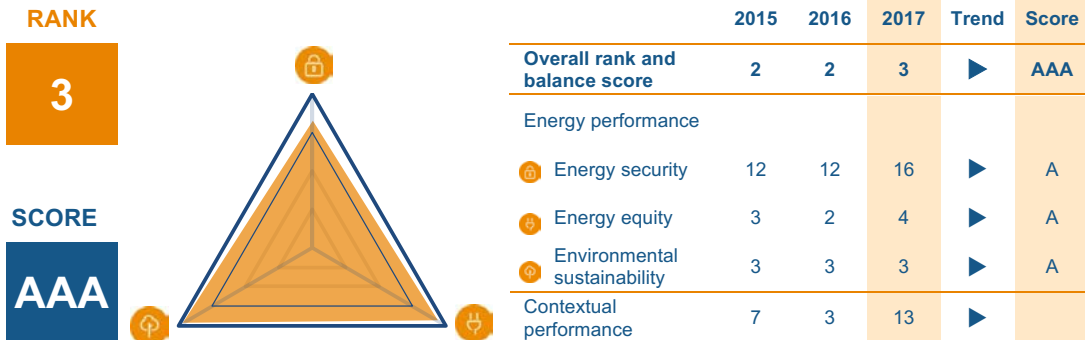 RANK
3
SCORE
AAA
2015 2016 2017 Trend Score
Overall rank and
balance score 2 2 3 AAA
Energy performance
Energy security 12 12 16 A
Energy equity 3 2 4 A
Environmental
sustainability 3 3 3 A
Contextual
performance 7 3 13